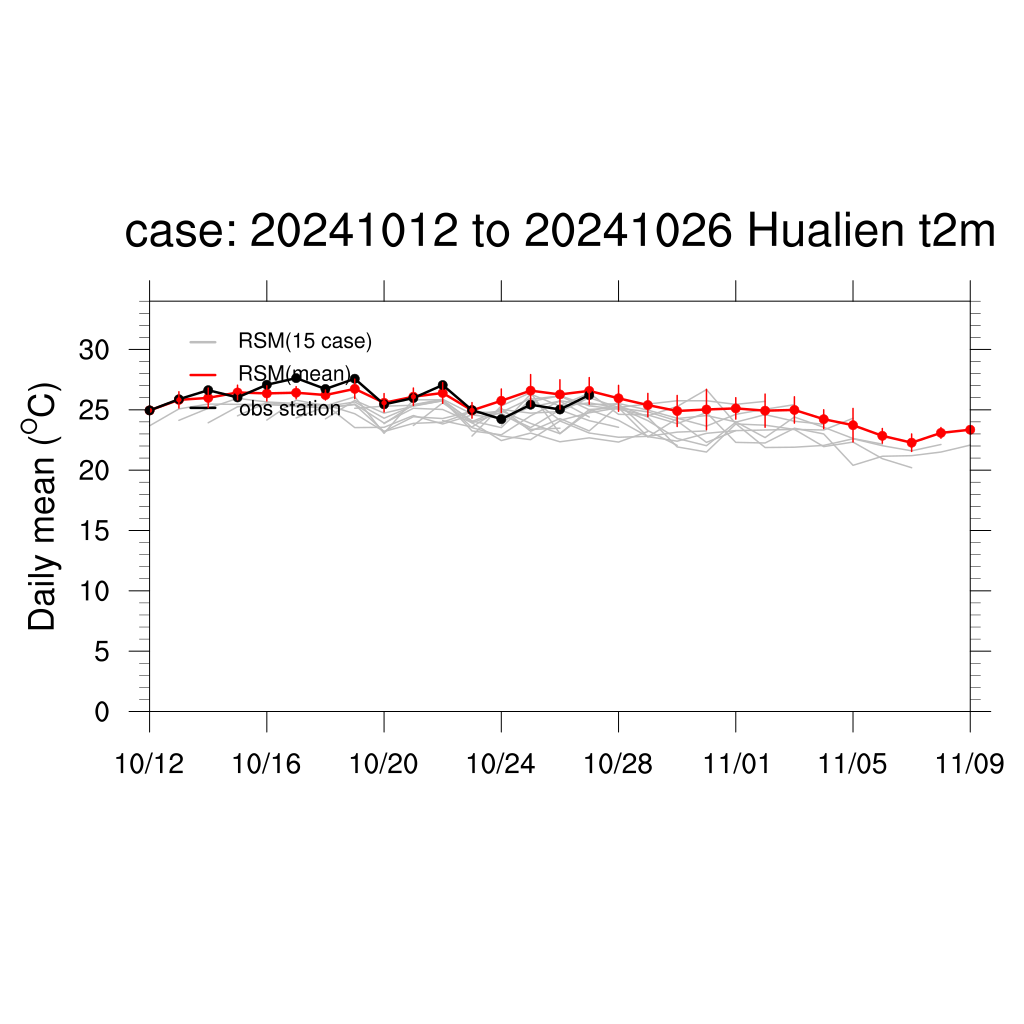 case: 20241012 to 20241026 Hualien t2m
RSM(15 case)
RSM(mean)
obs station
Daily mean (°C)
30
25
20
15
10
5
0
10/12 10/16 10/20 10/24 10/28 11/01 11/05 11/09